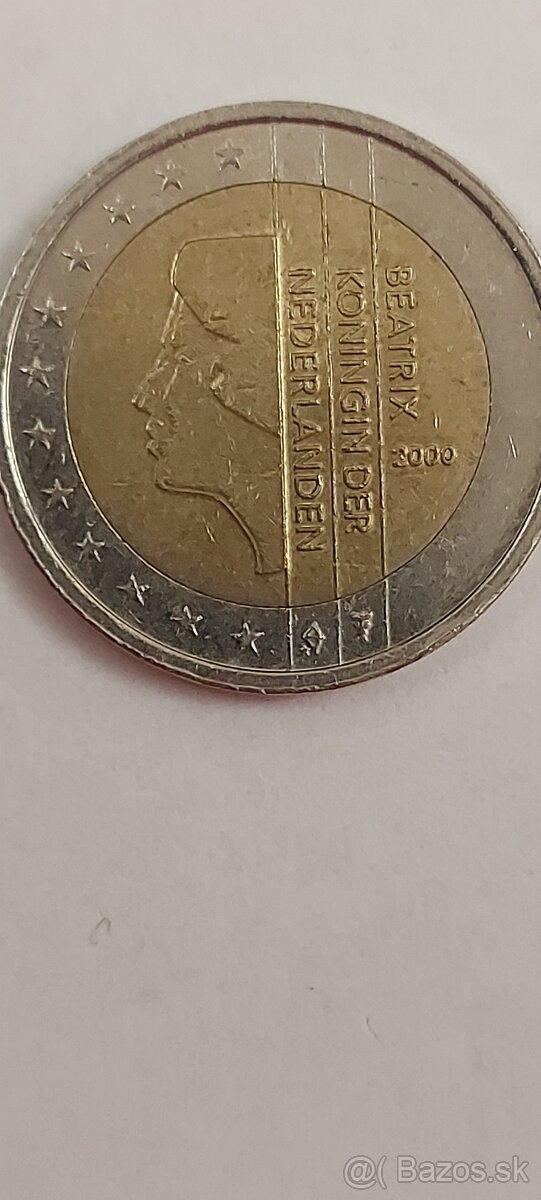 BEATRIX
KONINGIN DER
NEDERLANDEN
2000
@( Bazos.sk